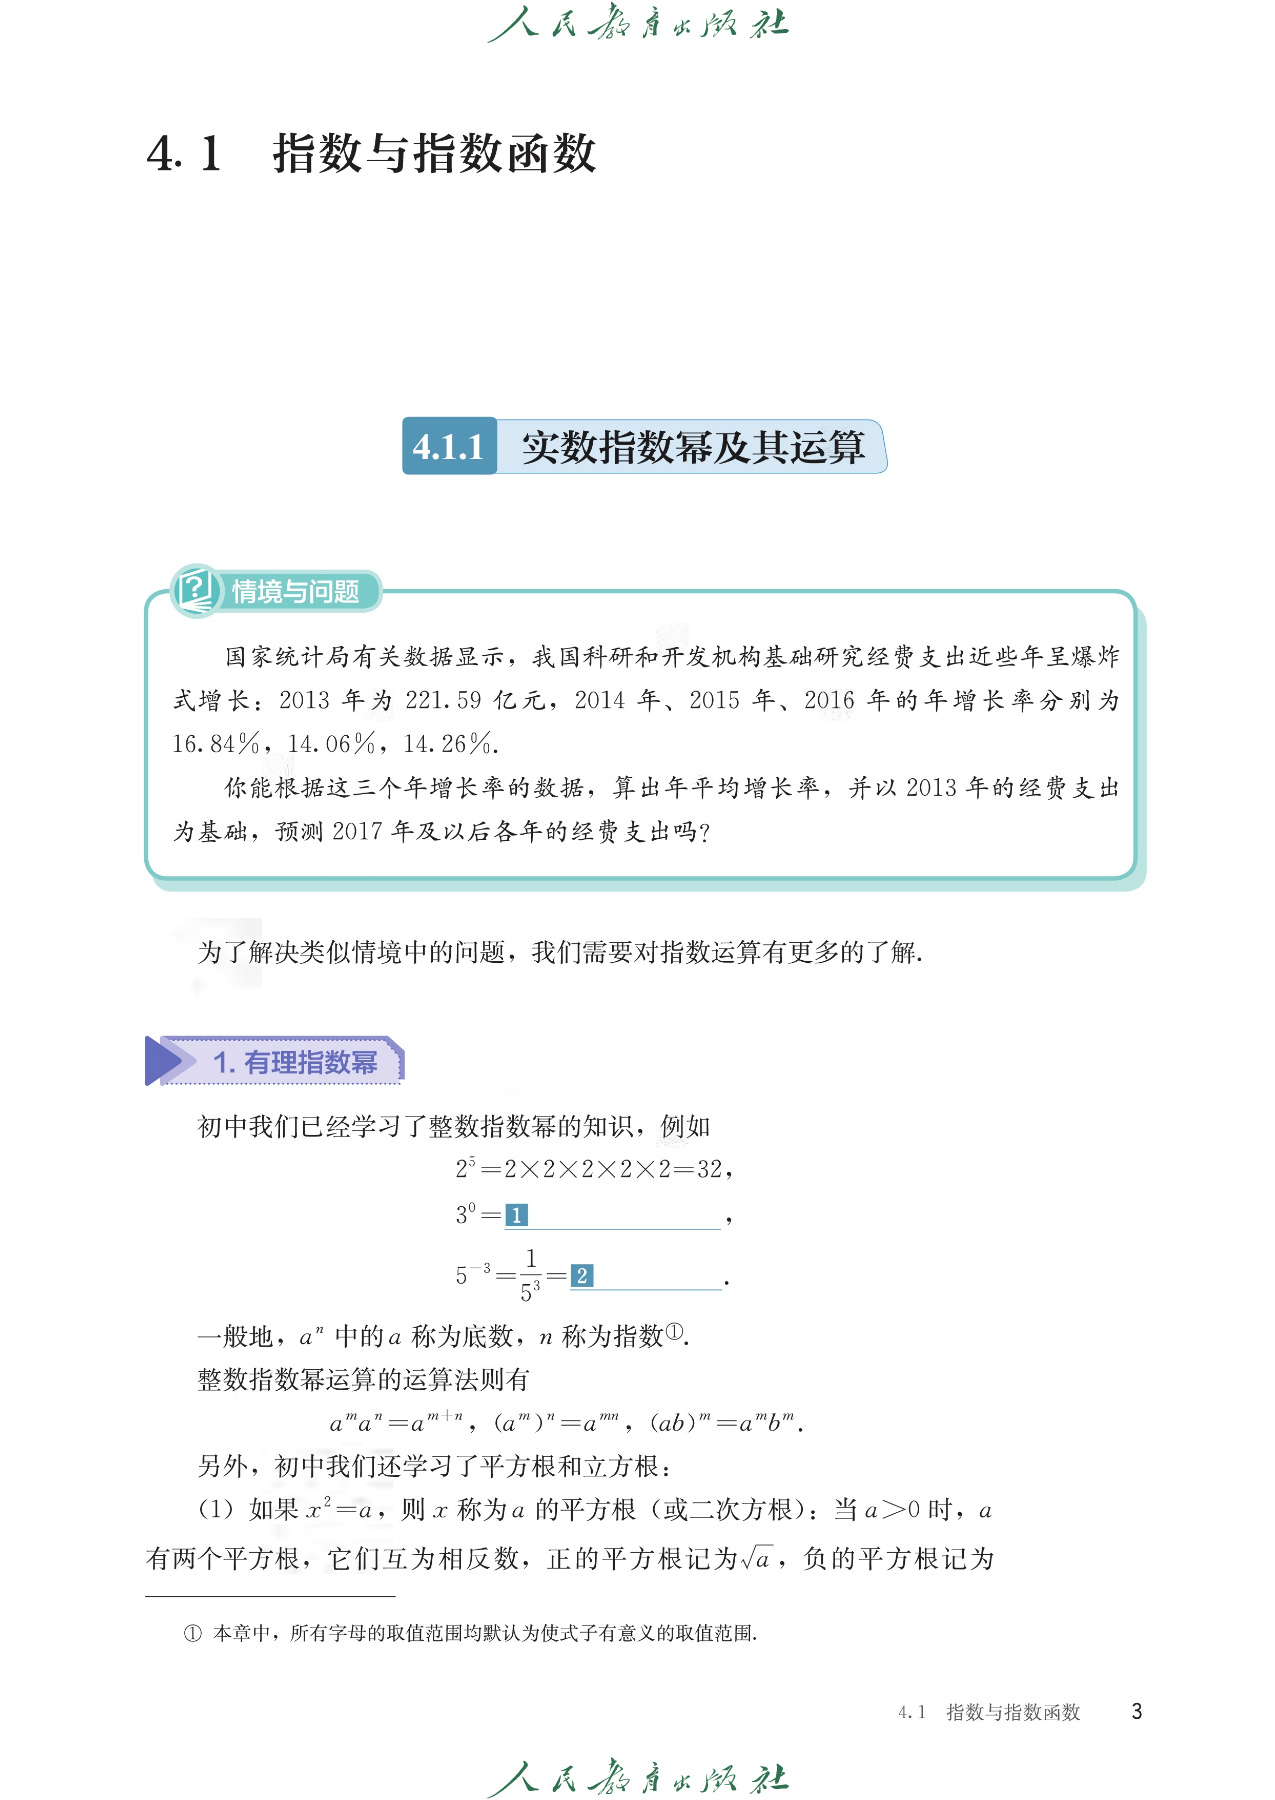 人民教育出版社
4.1 指数与指数函数
4.1.1 实数指数幂及其运算
情境与问题
国家统计局有关数据显示，我国科研和开发机构基础研究经费支出近些年呈爆炸
式增长：2013 年为 221.59 亿元，2014 年、2015 年、2016 年的年增长率分别为
16.84%，14.06%，14.26%.
你能根据这三个年增长率的数据，算出年平均增长率，并以 2013 年的经费支出
为基础，预测 2017 年及以后各年的经费支出吗？
为了解决类似情境中的问题，我们需要对指数运算有更多的了解.
1. 有理指数幂
初中我们已经学习了整数指数幂的知识，例如
2⁵=2×2×2×2×2=32，
3⁰=1________，
5⁻³=1/5³=2________.
一般地，aⁿ 中的 a 称为底数，n 称为指数①.
整数指数幂运算的运算法则有
aᵐaⁿ=aᵐ⁺ⁿ，(aᵐ)ⁿ=aᵐⁿ，(ab)ᵐ=aᵐbᵐ.
另外，初中我们还学习了平方根和立方根：
（1）如果 x²=a，则 x 称为 a 的平方根（或二次方根）：当 a>0 时，a
有两个平方根，它们互为相反数，正的平方根记为√a，负的平方根记为
① 本章中，所有字母的取值范围均默认为使式子有意义的取值范围.
4.1 指数与指数函数 3
人民教育出版社